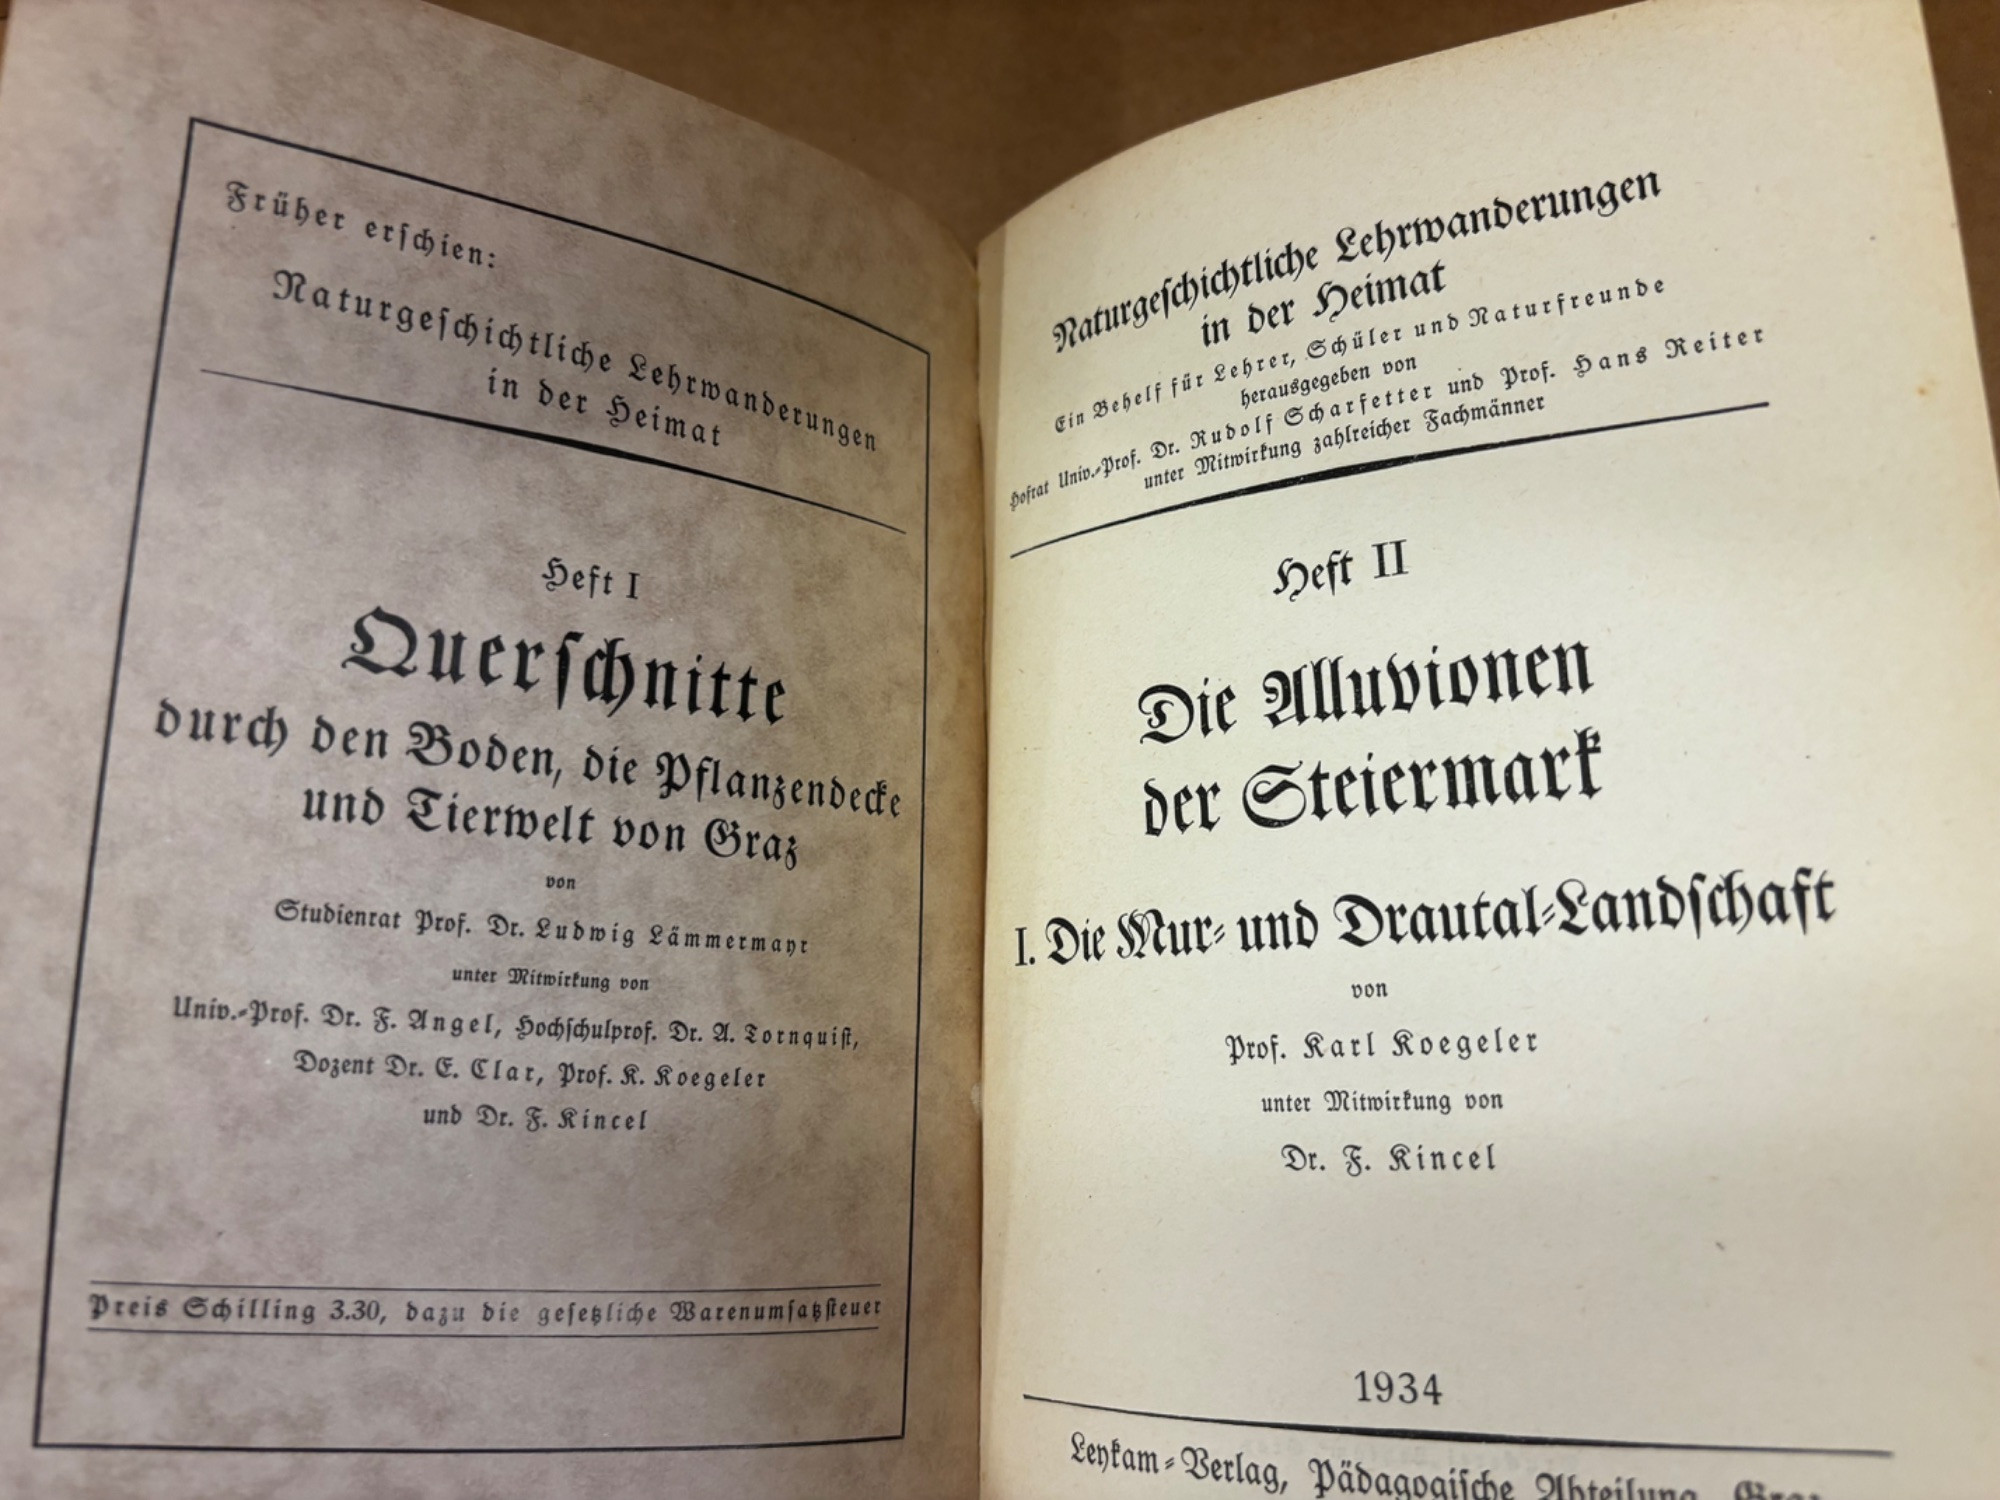 Früher erschien:
Naturgeschichtliche Lehrwanderungen
in der Heimat
Heft I
Querschnitte
durch den Boden, die Pflanzendecke
und Tierwelt von Graz
von
Studienrat Prof. Dr. Ludwig Lämmermayr
unter Mitwirkung von
Univ.-Prof. Dr. F. Angel, Hochschulprof. Dr. A. Tornquist,
Dozent Dr. E. Clar, Prof. K. Koegeler
und Dr. F. Kincel
Preis Schilling 3.30, dazu die gesetzliche Warenumsatzsteuer
Naturgeschichtliche Lehrwanderungen
in der Heimat
Ein Behelf für Lehrer, Schüler und Naturfreunde
herausgegeben von
Hofrat Univ.-Prof. Dr. Rudolf Scharfetter und Prof. Hans Reiter
unter Mitwirkung zahlreicher Fachmänner
Heft II
Die Alluvionen
der Steiermark
I. Die Mur- und Drautal-Landschaft
von
Prof. Karl Koegeler
unter Mitwirkung von
Dr. F. Kincel
1934
Leykam-Verlag, Pädagogische Abteilung, Graz